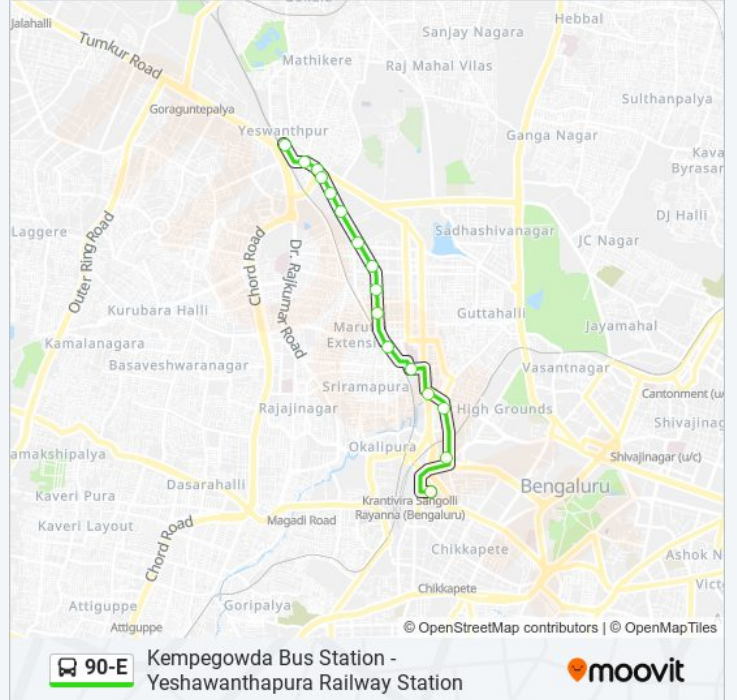 Jalahalli
Hebbal
Tumkur Road
Sanjay Nagara
Mathikere
Raj Mahal Vilas
Goraguntepalya
Sulthanpalya
Yeswanthpur
Ganga Nagar
Kava
Byrasar
Laggere
Outer Ring Road
Chord Road
Dr. Rajkumar Road
Sadhashivanagar
DJ Halli
JC Nagar
Kurubara Halli
Guttahalli
Kamalanagara
Maru
Extensi
Jayamahal
Basaveshwaranagar
Vasantnagar
Sriramapura
Cantonment (u/
Rajajinagar
High Grounds
Shivajinag
Okalipura
amakshipalya
Shivajinagar (u/c)
Dasarahalli
Kaveri Pura
Krantivira Sangolli
Rayanna (Bengaluru)
Bengaluru
Kaveri Layout
Magadi Road
Chord Road
Chikkapete
Ashok N
Chikkapete
Vict
Attiguppe
Goripalya
Attiguppe
© OpenStreetMap contributors | © OpenMapTiles
90-E
Kempegowda Bus Station -
Yeshawanthapura Railway Station
moovit